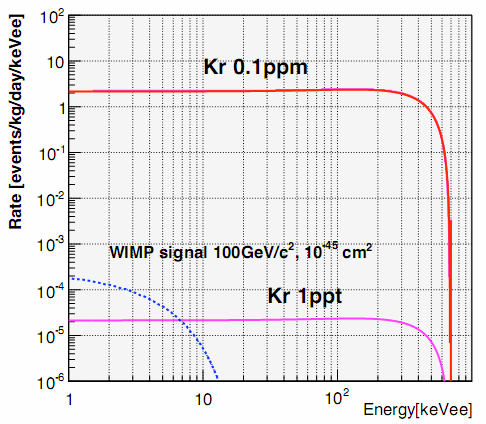 Rate [events/kg/day/keVee]
10²
10
1
10⁻¹
10⁻²
10⁻³
10⁻⁴
10⁻⁵
10⁻⁶
Kr 0.1ppm
WIMP signal 100GeV/c², 10⁻⁴⁵ cm²
Kr 1ppt
1 10 10²
Energy[keVee]